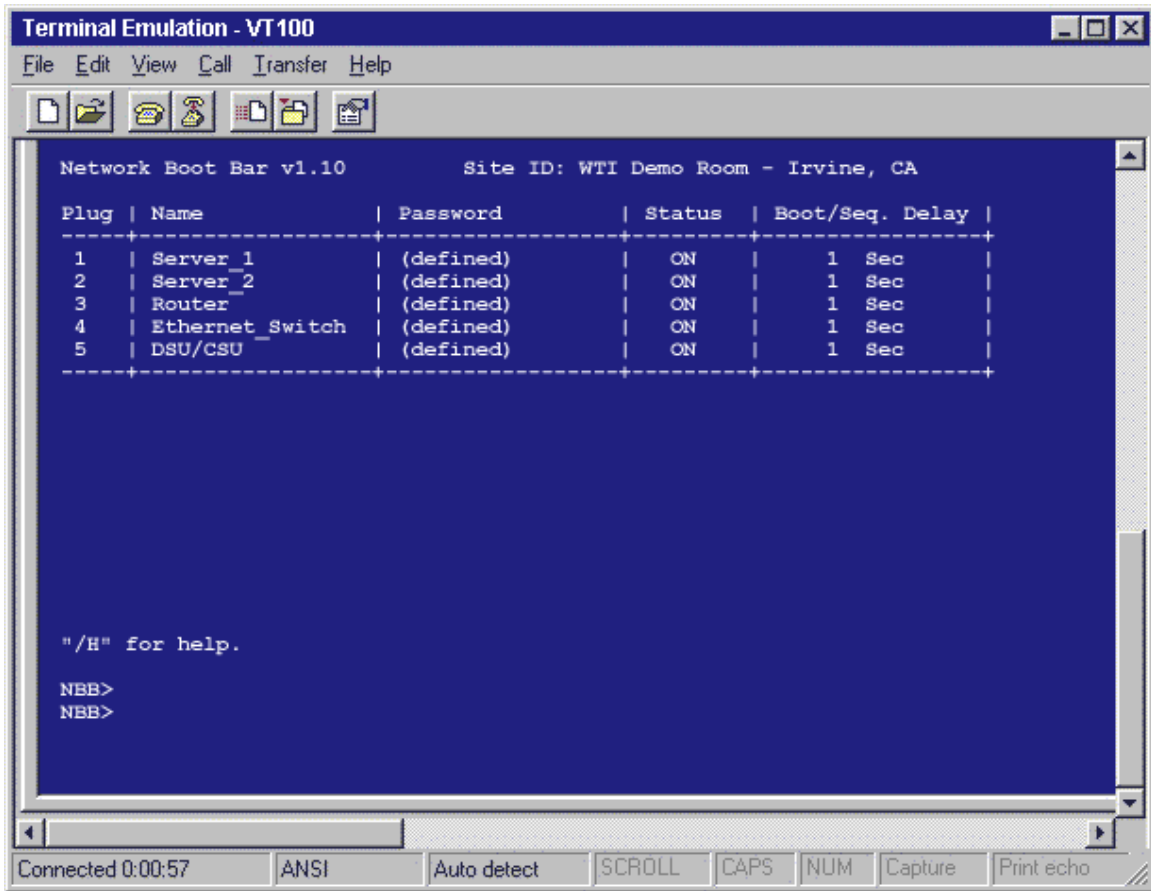 Terminal Emulation - VT100
File Edit View Call Transfer Help
Network Boot Bar v1.10 Site ID: WTI Demo Room - Irvine, CA
Plug | Name | Password | Status | Boot/Seq. Delay |
-----+------------------+------------------+---------+-----------------+
1 | Server_1 | (defined) | ON | 1 Sec |
2 | Server_2 | (defined) | ON | 1 Sec |
3 | Router | (defined) | ON | 1 Sec |
4 | Ethernet_Switch | (defined) | ON | 1 Sec |
5 | DSU/CSU | (defined) | ON | 1 Sec |
-----+------------------+------------------+---------+-----------------+
"/H" for help.
NBB>
NBB>
Connected 0:00:57 ANSI Auto detect SCROLL CAPS NUM Capture Print echo